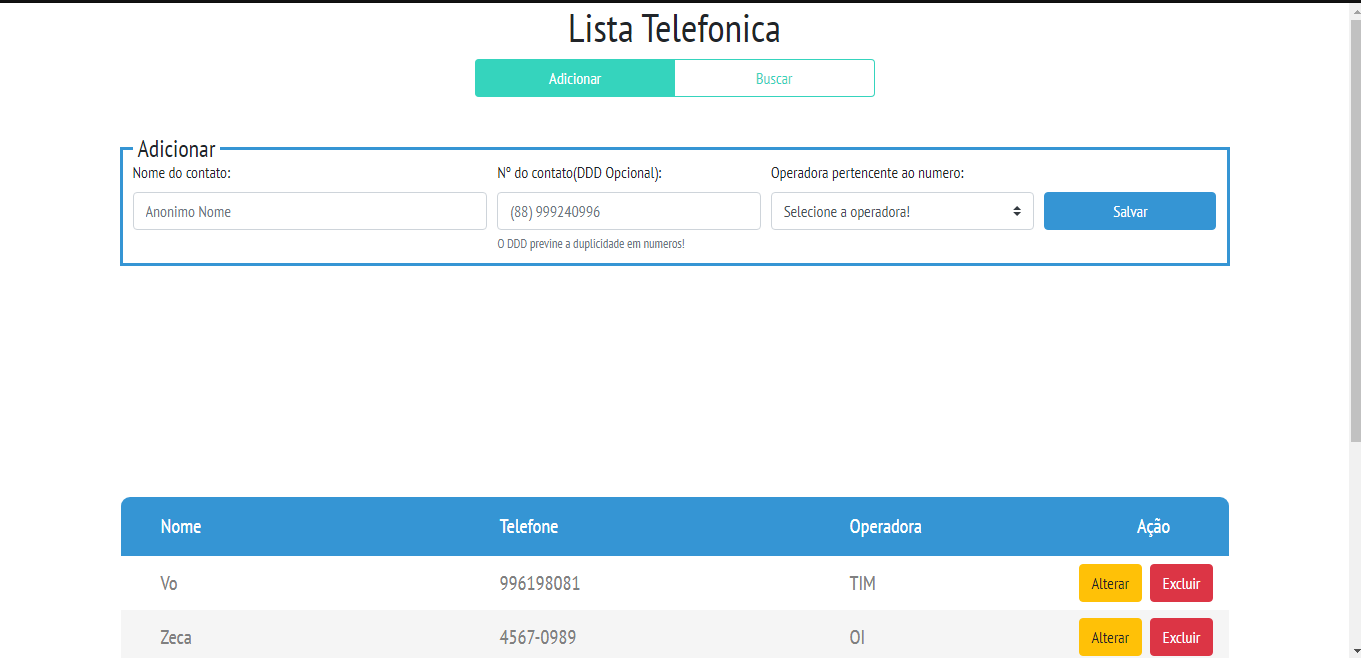 Lista Telefonica
Adicionar Buscar
Adicionar
Nome do contato: Nº do contato(DDD Opcional): Operadora pertencente ao numero:
Anonimo Nome (88) 999240996 Selecione a operadora! Salvar
O DDD previne a duplicidade em numeros!
Nome Telefone Operadora Ação
Vo 996198081 TIM Alterar Excluir
Zeca 4567-0989 OI Alterar Excluir